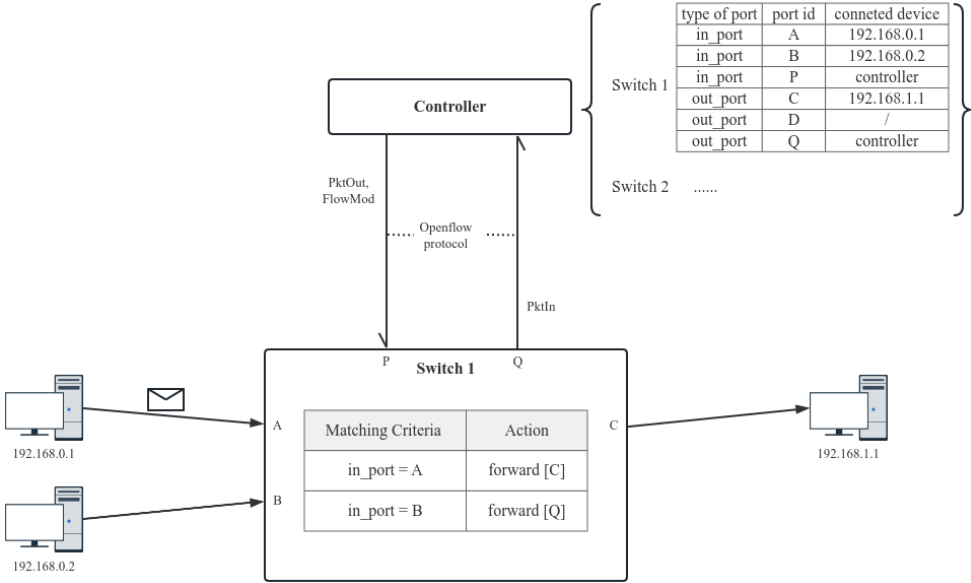 type of port port id conneted device
in_port A 192.168.0.1
in_port B 192.168.0.2
Switch 1
in_port P controller
out_port C 192.168.1.1
out_port D /
out_port Q controller
Switch 2 ......
Controller
PktOut,
FlowMod
Openflow
protocol
PktIn
P Q
Switch 1
A
B
C
Matching Criteria Action
in_port = A forward [C]
in_port = B forward [Q]
192.168.0.1
192.168.0.2
192.168.1.1